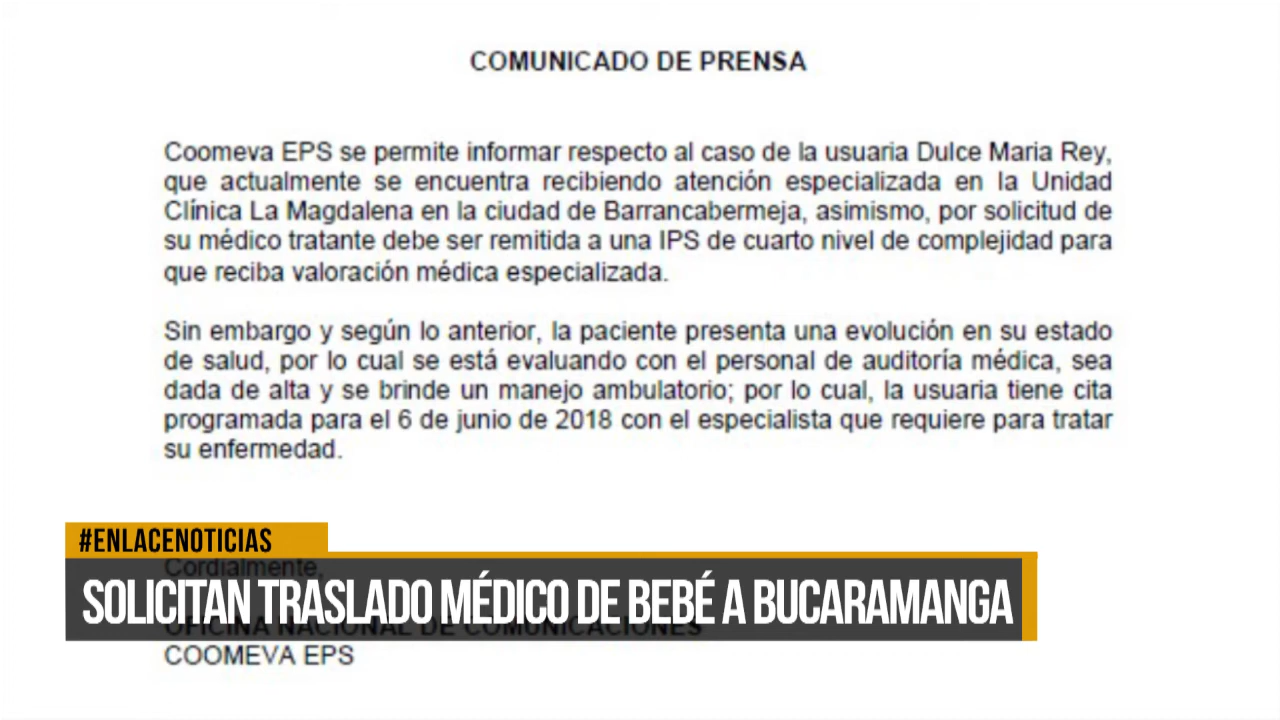 COMUNICADO DE PRENSA
Coomeva EPS se permite informar respecto al caso de la usuaria Dulce Maria Rey,
que actualmente se encuentra recibiendo atención especializada en la Unidad
Clínica La Magdalena en la ciudad de Barrancabermeja, asimismo, por solicitud de
su médico tratante debe ser remitida a una IPS de cuarto nivel de complejidad para
que reciba valoración médica especializada.
Sin embargo y según lo anterior, la paciente presenta una evolución en su estado
de salud, por lo cual se está evaluando con el personal de auditoría médica, sea
dada de alta y se brinde un manejo ambulatorio; por lo cual, la usuaria tiene cita
programada para el 6 de junio de 2018 con el especialista que requiere para tratar
su enfermedad.
#ENLACENOTICIAS
Cordialmente,
SOLICITAN TRASLADO MÉDICO DE BEBÉ A BUCARAMANGA
OFICINA NACIONAL DE COMUNICACIONES
COOMEVA EPS